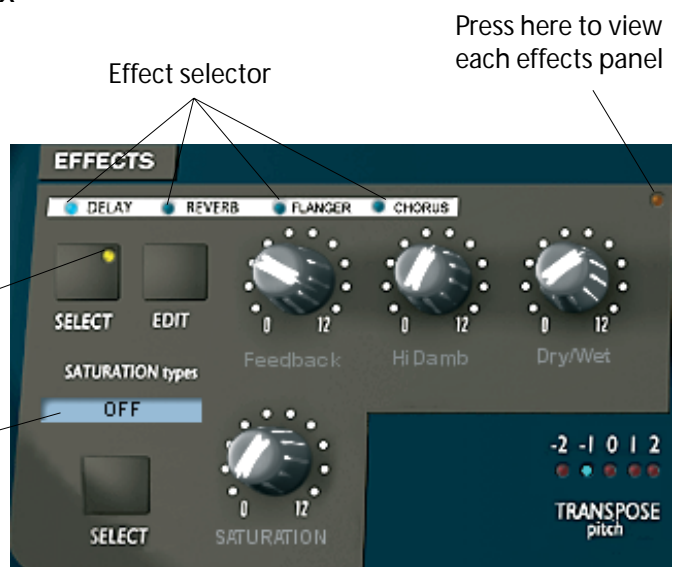 Press here to view
each effects panel
Effect selector
EFFECTS
DELAY REVERB FLANGER CHORUS
SELECT EDIT
0 12 0 12 0 12
Feedback Hi Damb Dry/Wet
SATURATION types
OFF
-2 -1 0 1 2
0 12
SELECT SATURATION
TRANSPOSE
pitch